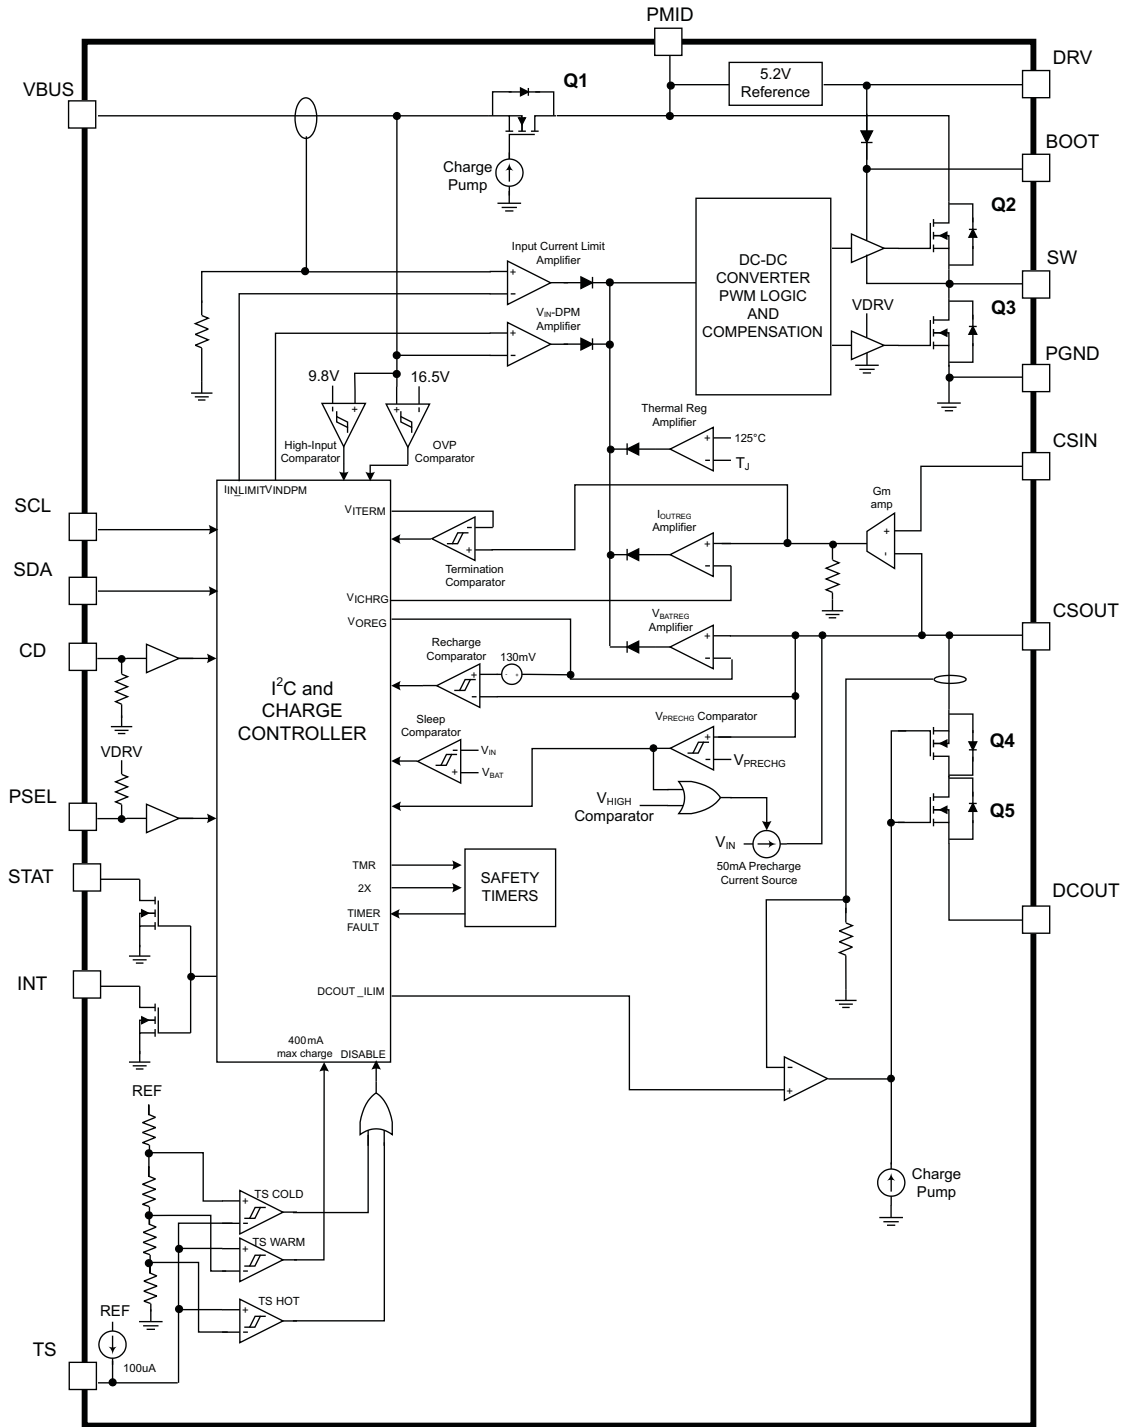 PMID
DRV
Q1
5.2V
Reference
VBUS
BOOT
Charge
Pump
Q2
Input Current Limit
Amplifier
DC-DC
CONVERTER
PWM LOGIC
AND
COMPENSATION
SW
VIN-DPM
Amplifier
VDRV
Q3
PGND
9.8V
16.5V
High-Input
Comparator
OVP
Comparator
Thermal Reg
Amplifier
125°C
TJ
CSIN
IIN_LIMIT
VINDPM
Gm
amp
SCL
VITERM
IOUTREG
Amplifier
Termination
Comparator
SDA
VICHRG
CSOUT
VOREG
VBATREG
Amplifier
CD
Recharge
Comparator
130mV
I2C and
CHARGE
CONTROLLER
Sleep
Comparator
VIN
VBAT
VPRECHG Comparator
VPRECHG
Q4
VDRV
PSEL
VHIGH
Comparator
Q5
VIN
50mA Precharge
Current Source
STAT
TMR
2X
TIMER
FAULT
SAFETY
TIMERS
DCOUT
INT
DCOUT_ILIM
400mA
max charge
DISABLE
REF
Charge
Pump
TS COLD
TS WARM
TS HOT
REF
TS
100uA
+
-
+
-
+
-
+
-
+
-
-
+
+
-
+
-
+
-
+
-
-
+
+
-
-
+
+
-
-
+
+
-
+
-
+
-